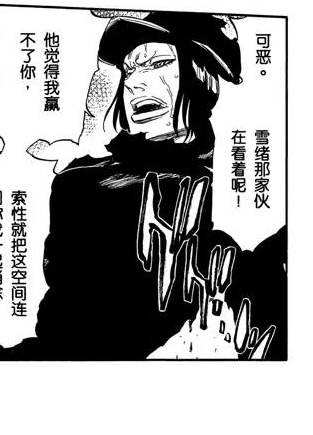 可恶。
雪绪那家伙
在看着呢！
他觉得我赢
不了你，
索性就把这空间连